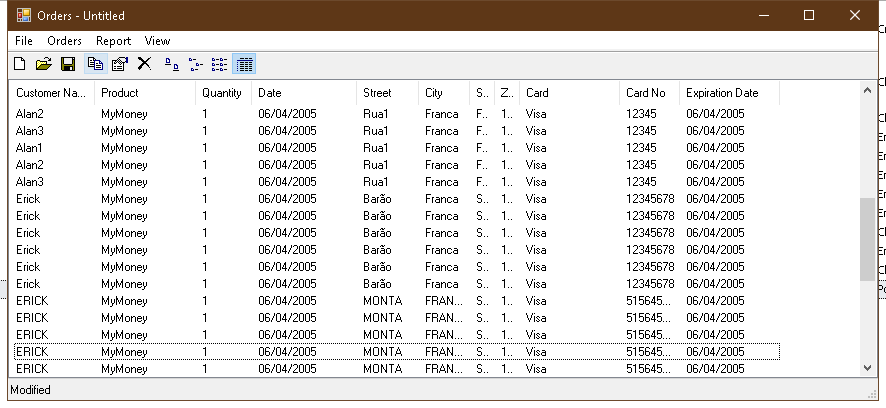 Orders - Untitled
File Orders Report View
Customer Na... Product Quantity Date Street City S.. Z.. Card Card No Expiration Date
Alan2 MyMoney 1 06/04/2005 Rua1 Franca F.. 1.. Visa 12345 06/04/2005
Alan3 MyMoney 1 06/04/2005 Rua1 Franca F.. 1.. Visa 12345 06/04/2005
Alan1 MyMoney 1 06/04/2005 Rua1 Franca F.. 1.. Visa 12345 06/04/2005
Alan2 MyMoney 1 06/04/2005 Rua1 Franca F.. 1.. Visa 12345 06/04/2005
Alan3 MyMoney 1 06/04/2005 Rua1 Franca F.. 1.. Visa 12345 06/04/2005
Erick MyMoney 1 06/04/2005 Barão Franca S.. 1.. Visa 12345678 06/04/2005
Erick MyMoney 1 06/04/2005 Barão Franca S.. 1.. Visa 12345678 06/04/2005
Erick MyMoney 1 06/04/2005 Barão Franca S.. 1.. Visa 12345678 06/04/2005
Erick MyMoney 1 06/04/2005 Barão Franca S.. 1.. Visa 12345678 06/04/2005
Erick MyMoney 1 06/04/2005 Barão Franca S.. 1.. Visa 12345678 06/04/2005
Erick MyMoney 1 06/04/2005 Barão Franca S.. 1.. Visa 12345678 06/04/2005
ERICK MyMoney 1 06/04/2005 MONTA FRAN... S.. 1.. Visa 515645... 06/04/2005
ERICK MyMoney 1 06/04/2005 MONTA FRAN... S.. 1.. Visa 515645... 06/04/2005
ERICK MyMoney 1 06/04/2005 MONTA FRAN... S.. 1.. Visa 515645... 06/04/2005
ERICK MyMoney 1 06/04/2005 MONTA FRAN... S.. 1.. Visa 515645... 06/04/2005
ERICK MyMoney 1 06/04/2005 MONTA FRAN... S.. 1.. Visa 515645... 06/04/2005
Modified